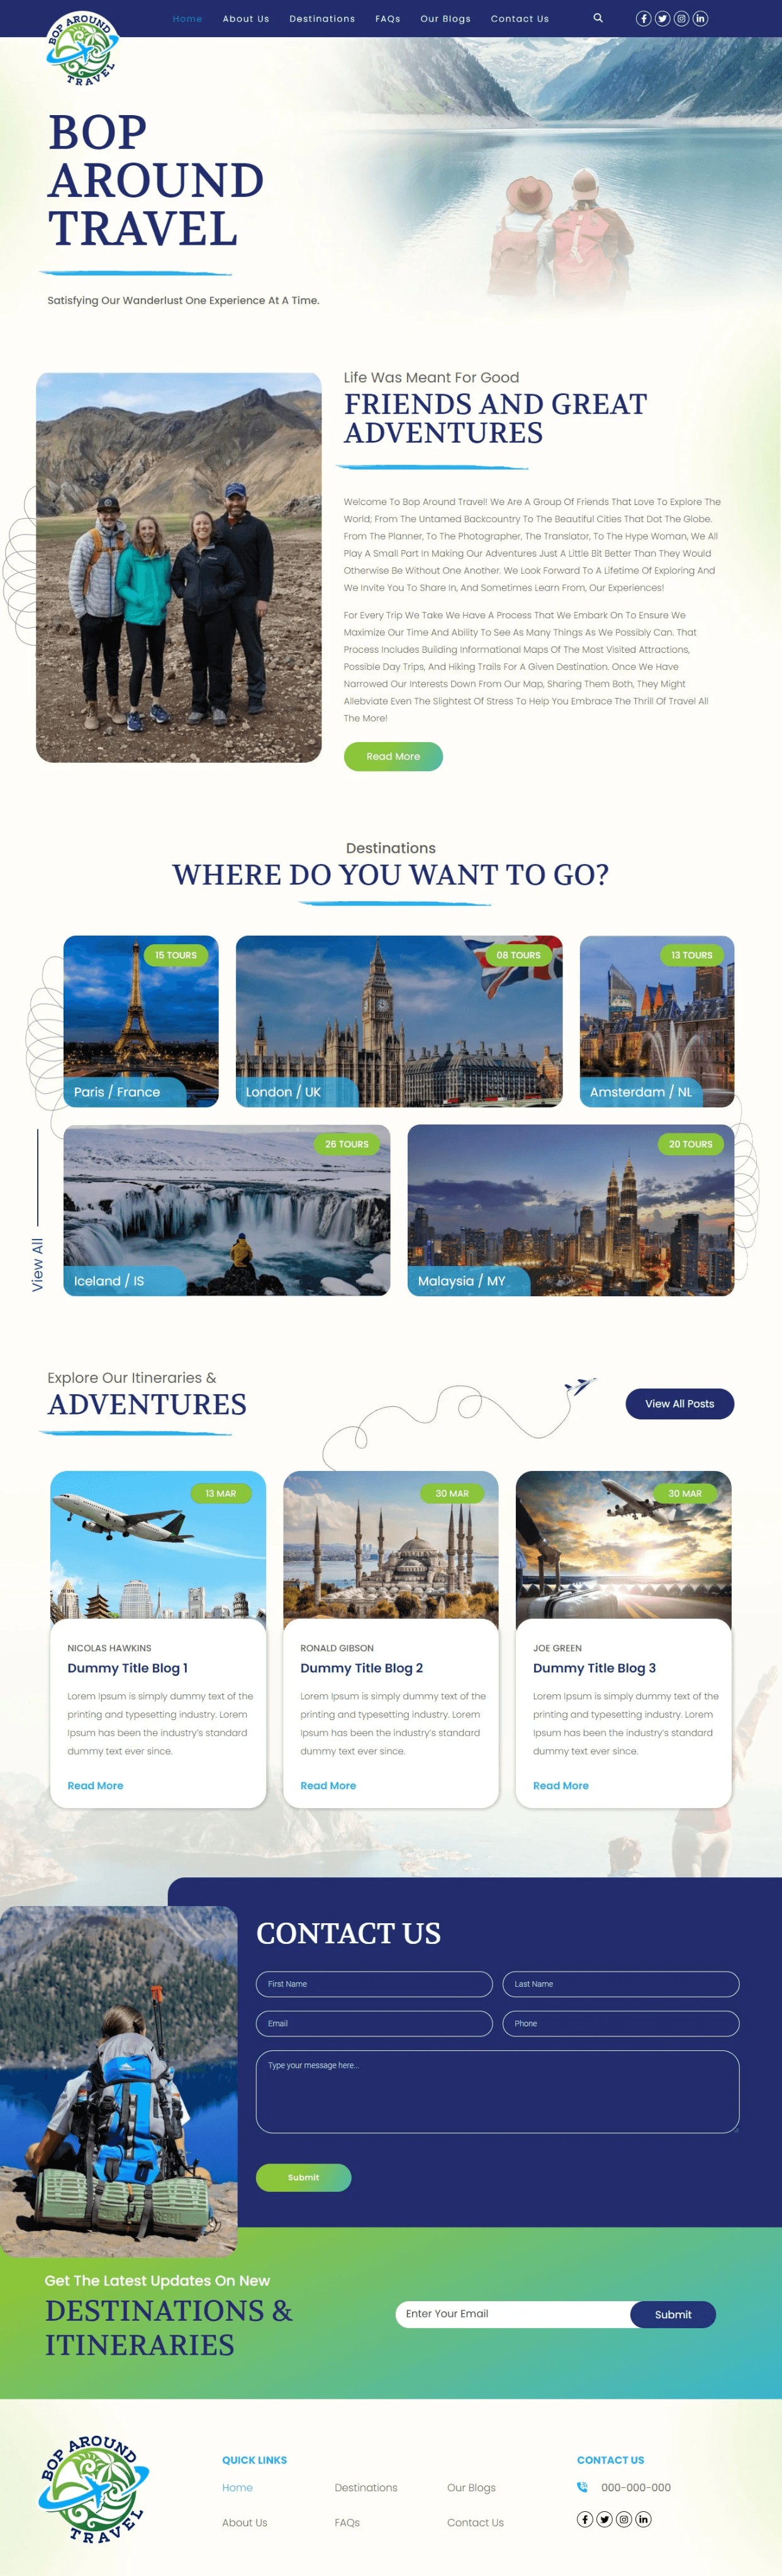 BOP AROUND
TRAVEL
Home About Us Destinations FAQs Our Blogs Contact Us
BOP
AROUND
TRAVEL
Satisfying Our Wanderlust One Experience At A Time.
Life Was Meant For Good
FRIENDS AND GREAT
ADVENTURES
Welcome To Bop Around Travel! We Are A Group Of Friends That Love To Explore The
World; From The Untamed Backcountry To The Beautiful Cities That Dot The Globe.
From The Planner, To The Photographer, The Translator, To The Hype Woman, We All
Play A Small Part In Making Our Adventures Just A Little Bit Better Than They Would
Otherwise Be Without One Another. We Look Forward To A Lifetime Of Exploring And
We Invite You To Share In, And Sometimes Learn From, Our Experiences!
For Every Trip We Take We Have A Process That We Embark On To Ensure We
Maximize Our Time And Ability To See As Many Things As We Possibly Can. That
Process Includes Building Informational Maps Of The Most Visited Attractions,
Possible Day Trips, And Hiking Trails For A Given Destination. Once We Have
Narrowed Our Interests Down From Our Map, Sharing Them Both, They Might
Allebviate Even The Slightest Of Stress To Help You Embrace The Thrill Of Travel All
The More!
Read More
Destinations
WHERE DO YOU WANT TO GO?
15 TOURS
Paris / France
08 TOURS
London / UK
13 TOURS
Amsterdam / NL
View All
26 TOURS
Iceland / IS
20 TOURS
Malaysia / MY
Explore Our Itineraries &
ADVENTURES
View All Posts
13 MAR
NICOLAS HAWKINS
Dummy Title Blog 1
Lorem Ipsum is simply dummy text of the
printing and typesetting industry. Lorem
Ipsum has been the industry's standard
dummy text ever since.
Read More
30 MAR
RONALD GIBSON
Dummy Title Blog 2
Lorem Ipsum is simply dummy text of the
printing and typesetting industry. Lorem
Ipsum has been the industry's standard
dummy text ever since.
Read More
30 MAR
JOE GREEN
Dummy Title Blog 3
Lorem Ipsum is simply dummy text of the
printing and typesetting industry. Lorem
Ipsum has been the industry's standard
dummy text ever since.
Read More
CONTACT US
First Name
Last Name
Email
Phone
Type your message here...
Submit
Get The Latest Updates On New
DESTINATIONS &
ITINERARIES
Enter Your Email
Submit
BOP AROUND
TRAVEL
QUICK LINKS
Home
Destinations
Our Blogs
About Us
FAQs
Contact Us
CONTACT US
000-000-000